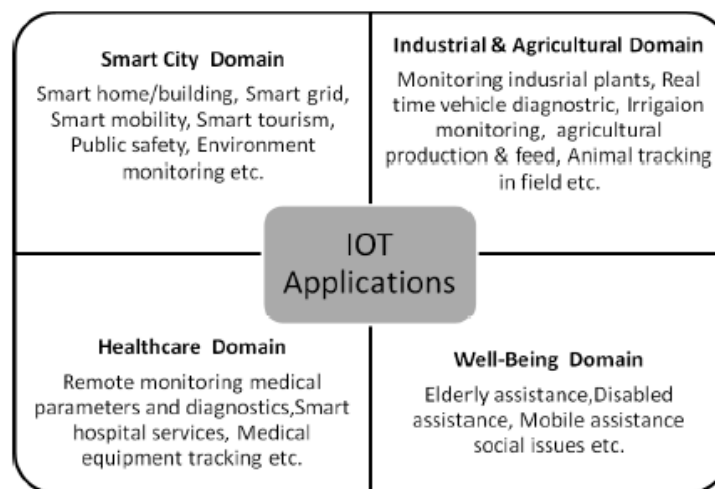 Smart City Domain
Smart home/building, Smart grid,
Smart mobility, Smart tourism,
Public safety, Environment
monitoring etc.
Industrial & Agricultural Domain
Monitoring indusrial plants, Real
time vehicle diagnostric, Irrigaion
monitoring, agricultural
production & feed, Animal tracking
in field etc.
IOT
Applications
Healthcare Domain
Remote monitoring medical
parameters and diagnostics,Smart
hospital services, Medical
equipment tracking etc.
Well-Being Domain
Elderly assistance,Disabled
assistance, Mobile assistance
social issues etc.